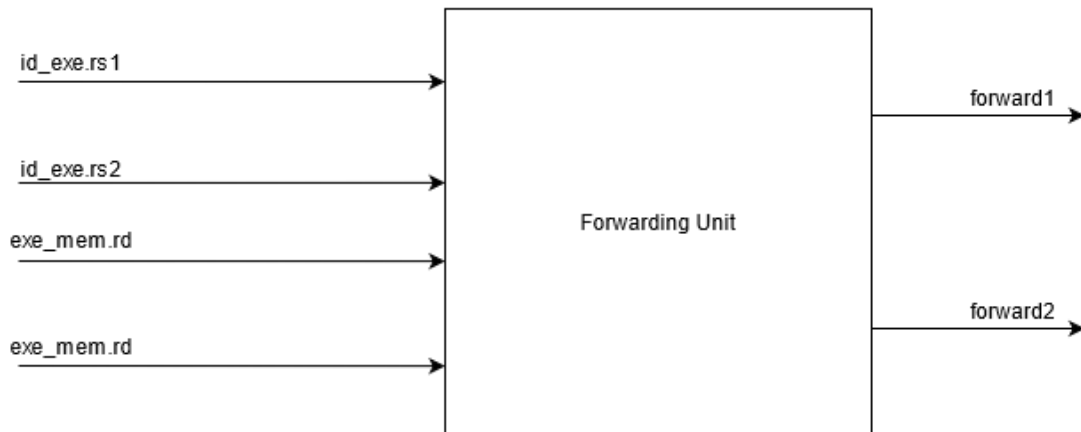 id_exe.rs1
forward1
id_exe.rs2
Forwarding Unit
exe_mem.rd
forward2
exe_mem.rd